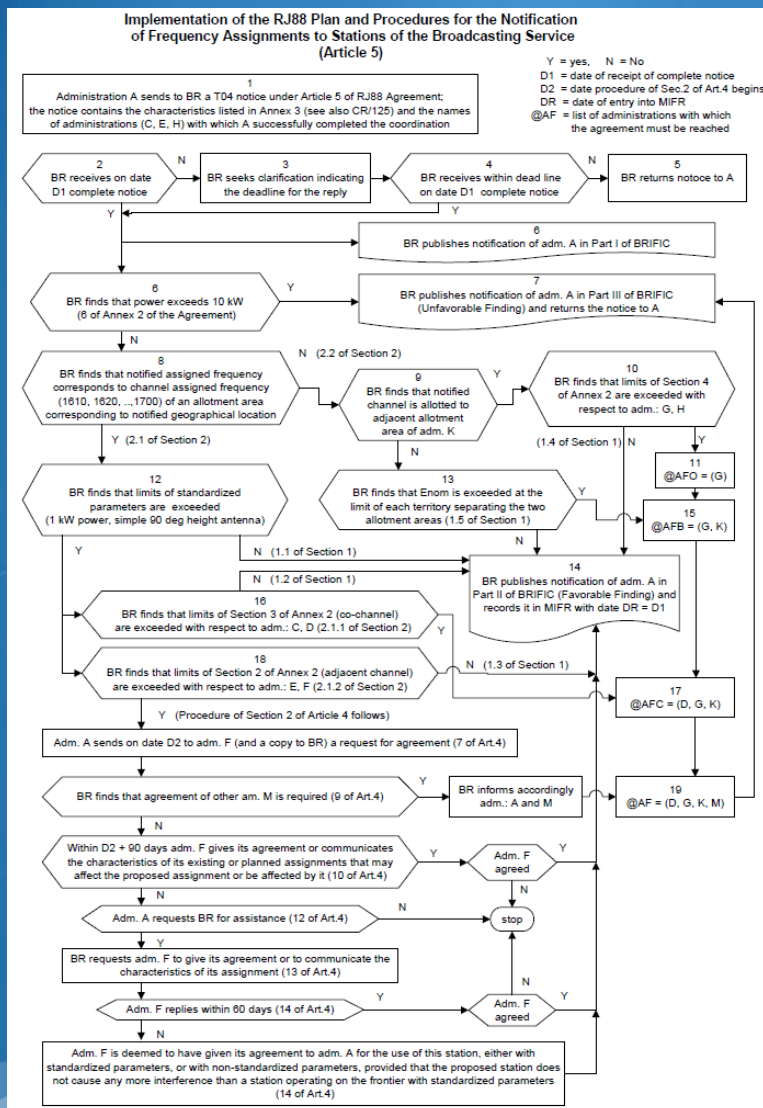 Implementation of the RJ88 Plan and Procedures for the Notification
of Frequency Assignments to Stations of the Broadcasting Service
(Article 5)
Y = yes, N = No
D1 = date of receipt of complete notice
D2 = date procedure of Sec.2 of Art.4 begins
DR = date of entry into MIFR
@AF = list of administrations with which
the agreement must be reached
1
Administration A sends to BR a T04 notice under Article 5 of RJ88 Agreement;
the notice contains the characteristics listed in Annex 3 (see also CR/125) and the names
of administrations (C, E, H) with which A successfully completed the coordination
2
BR receives on date
D1 complete notice
N
3
BR seeks clarification indicating
the deadline for the reply
4
BR receives within dead line
on date D1 complete notice
N
5
BR returns notoce to A
Y
Y
6
BR publishes notification of adm. A in Part I of BRIFIC
6
BR finds that power exceeds 10 kW
(6 of Annex 2 of the Agreement)
Y
7
BR publishes notification of adm. A in Part III of BRIFIC
(Unfavorable Finding) and returns the notice to A
N
8
BR finds that notified assigned frequency
corresponds to channel assigned frequency
(1610, 1620, ..,1700) of an allotment area
corresponding to notified geographical location
N (2.2 of Section 2)
9
BR finds that notified
channel is allotted to
adjacent allotment
area of adm. K
Y
10
BR finds that limits of Section 4
of Annex 2 are exceeded with
respect to adm.: G, H
Y (2.1 of Section 2)
N
(1.4 of Section 1) N
Y
11
@AFO = (G)
12
BR finds that limits of standardized
parameters are exceeded
(1 kW power, simple 90 deg height antenna)
13
BR finds that Enom is exceeded at the
limit of each territory separating the two
allotment areas (1.5 of Section 1)
Y
15
@AFB = (G, K)
Y
N (1.1 of Section 1)
N
14
BR publishes notification of adm. A in
Part II of BRIFIC (Favorable Finding) and
records it in MIFR with date DR = D1
N (1.2 of Section 1)
16
BR finds that limits of Section 3 of Annex 2 (co-channel)
are exceeded with respect to adm.: C, D (2.1.1 of Section 2)
Y
18
BR finds that limits of Section 2 of Annex 2 (adjacent channel)
are exceeded with respect to adm.: E, F (2.1.2 of Section 2)
N (1.3 of Section 1)
17
@AFC = (D, G, K)
Y (Procedure of Section 2 of Article 4 follows)
Adm. A sends on date D2 to adm. F (and a copy to BR) a request for agreement (7 of Art.4)
BR finds that agreement of other am. M is required (9 of Art.4)
Y
BR informs accordingly
adm.: A and M
19
@AF = (D, G, K, M)
N
Within D2 + 90 days adm. F gives its agreement or communicates
the characteristics of its existing or planned assignments that may
affect the proposed assignment or be affected by it (10 of Art.4)
Y
Adm. F
agreed
Y
N
N
Adm. A requests BR for assistance (12 of Art.4)
N
stop
Y
BR requests adm. F to give its agreement or to communicate the
characteristics of its assignment (13 of Art.4)
N
Adm. F replies within 60 days (14 of Art.4)
Y
Adm. F
agreed
Y
N
Adm. F is deemed to have given its agreement to adm. A for the use of this station, either with
standardized parameters, or with non-standardized parameters, provided that the proposed station does
not cause any more interference than a station operating on the frontier with standardized parameters
(14 of Art.4)